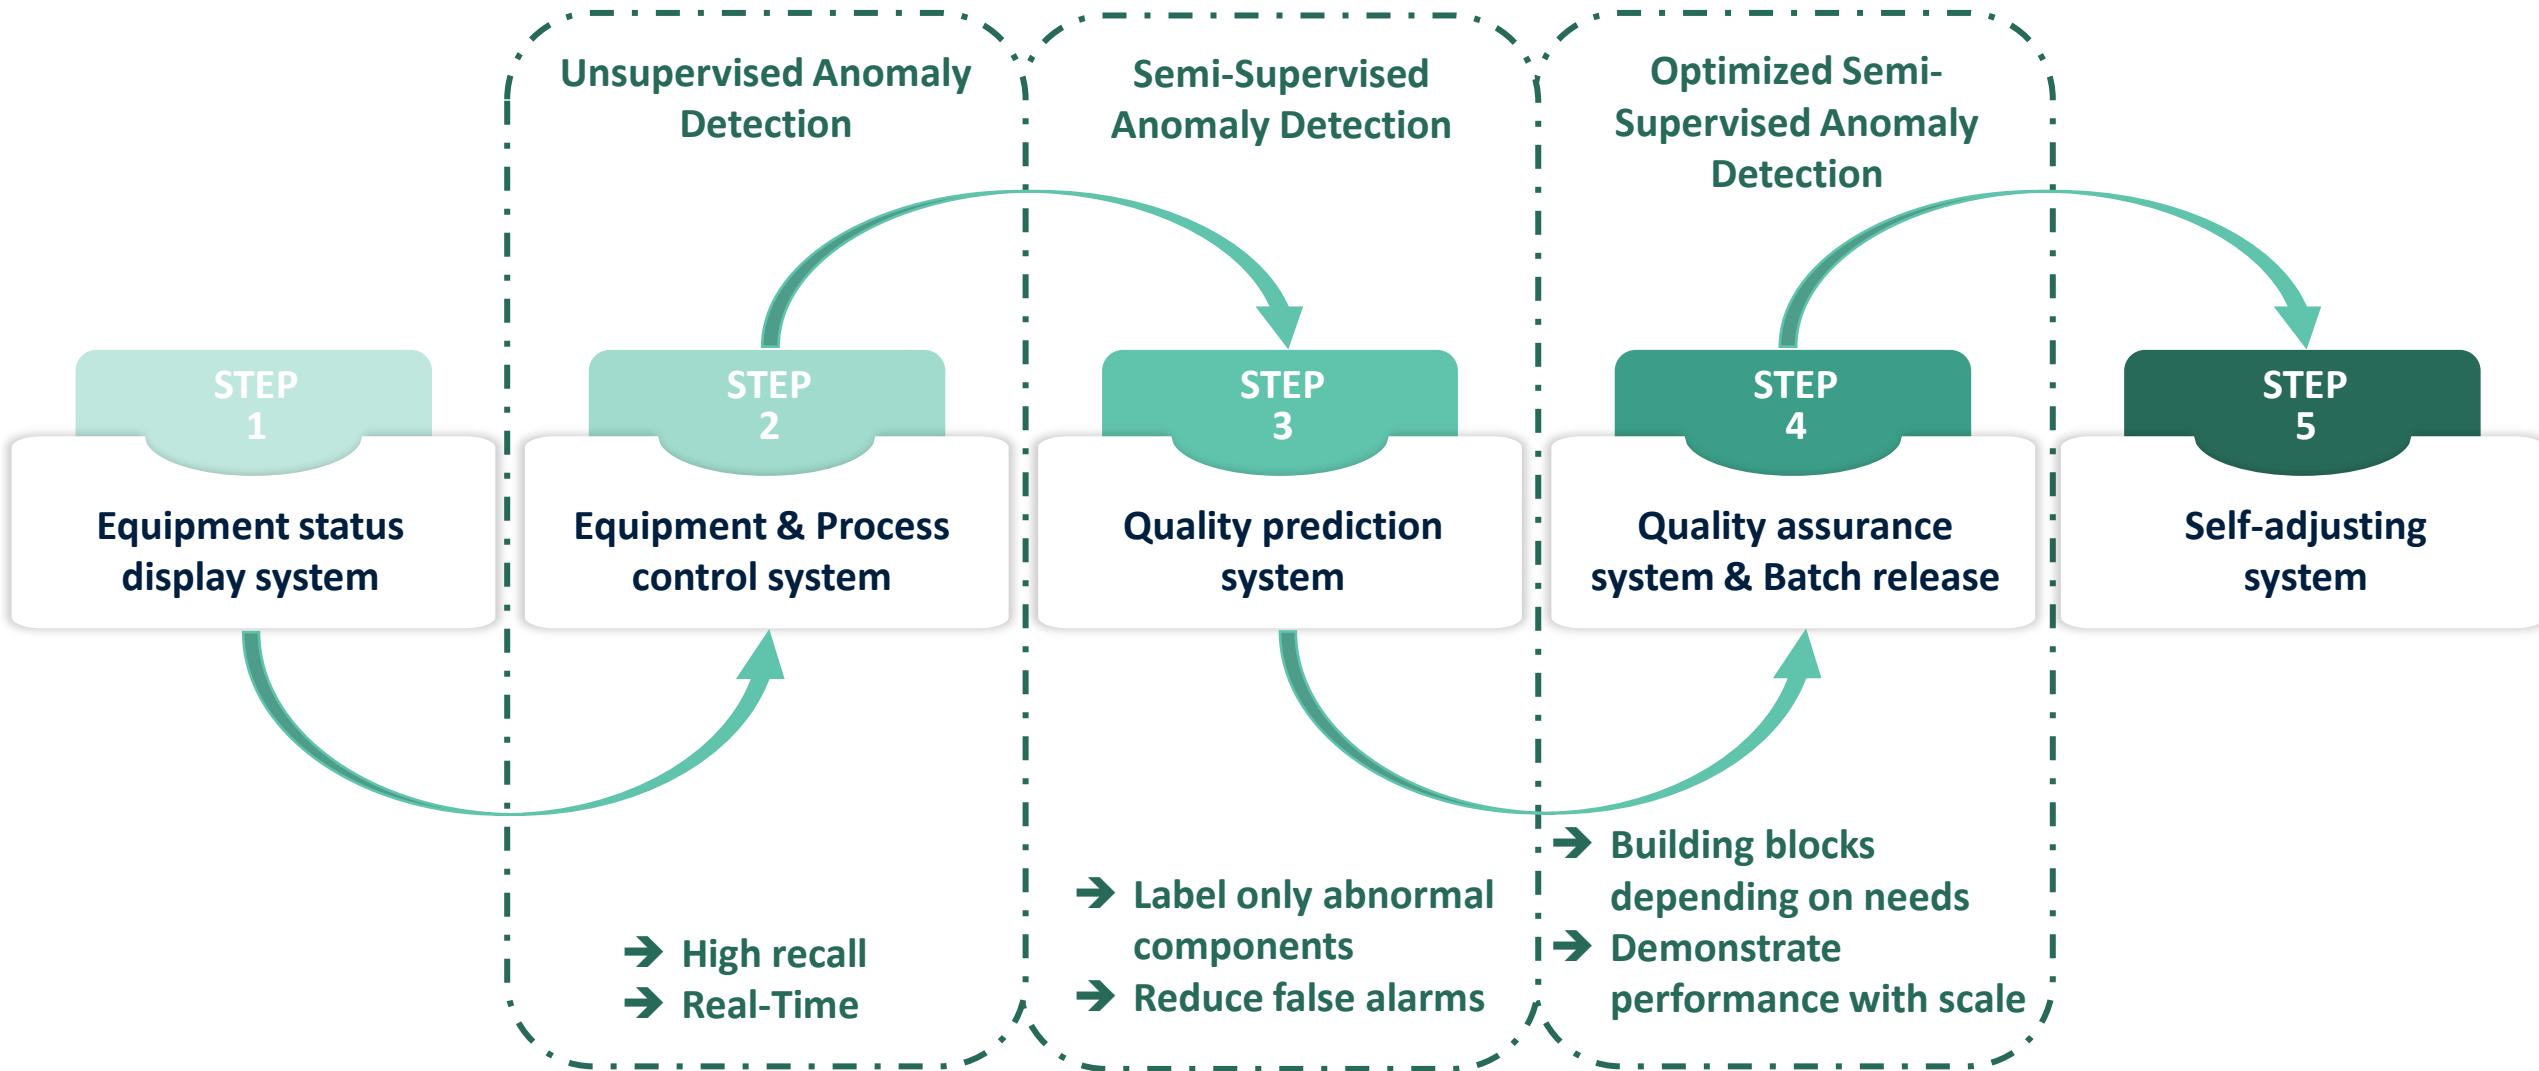 Unsupervised Anomaly
Detection
Semi-Supervised
Anomaly Detection
Optimized Semi-
Supervised Anomaly
Detection
STEP
1
Equipment status
display system
STEP
2
Equipment & Process
control system
STEP
3
Quality prediction
system
STEP
4
Quality assurance
system & Batch release
STEP
5
Self-adjusting
system
➔ High recall
➔ Real-Time
➔ Label only abnormal
components
➔ Reduce false alarms
➔ Building blocks
depending on needs
➔ Demonstrate
performance with scale